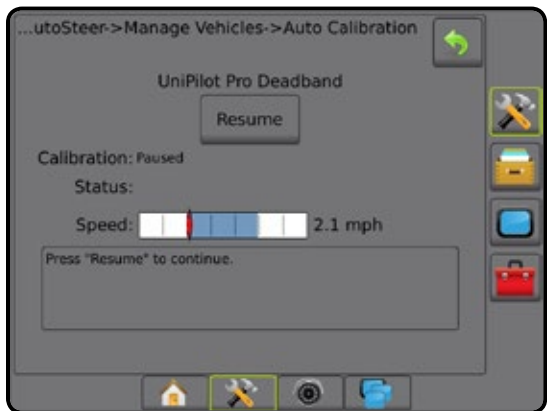 ...utoSteer->Manage Vehicles->Auto Calibration
UniPilot Pro Deadband
Resume
Calibration: Paused
Status:
Speed: 2.1 mph
Press "Resume" to continue.